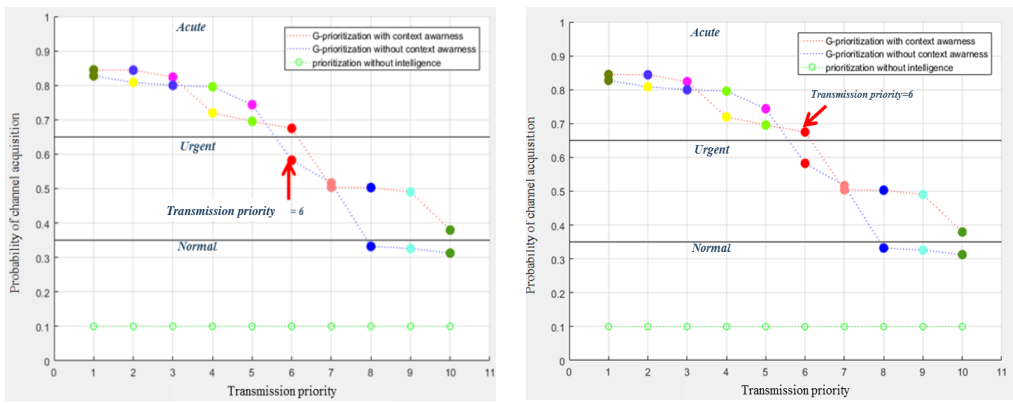 1
0.9
0.8
0.7
0.6
0.5
0.4
0.3
0.2
0.1
0
Acute
G-prioritization with context awarness
G-prioritization without context awarness
prioritization without intelligence
Urgent
Transmission priority = 6
Normal
0 1 2 3 4 5 6 7 8 9 10 11
Transmission priority
Probability of channel acquisition
1
0.9
0.8
0.7
0.6
0.5
0.4
0.3
0.2
0.1
0
Acute
G-prioritization with context awarness
G-prioritization without context awarness
prioritization without intelligence
Transmission priority=6
Urgent
Normal
0 1 2 3 4 5 6 7 8 9 10 11
Transmission priority
Probability of channel acquisition